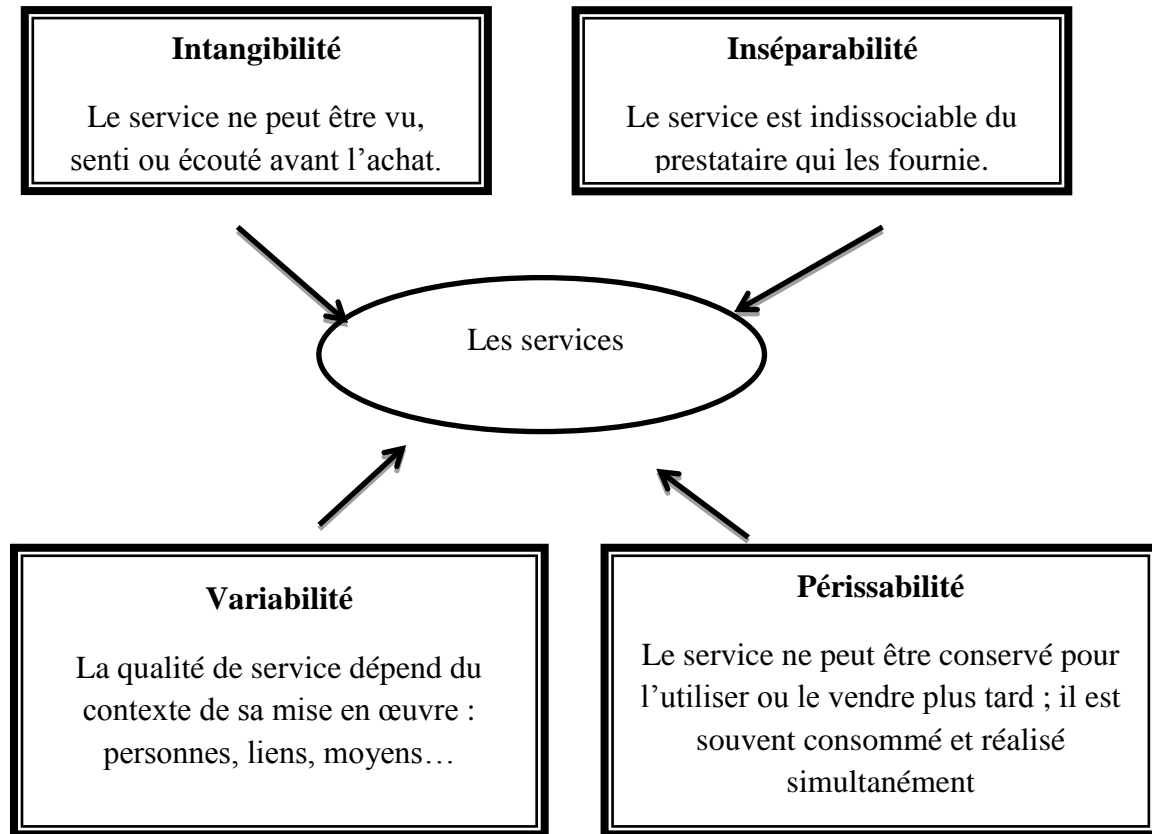 Intangibilité
Le service ne peut être vu,
senti ou écouté avant l’achat.
Inséparabilité
Le service est indissociable du
prestataire qui les fournie.
Les services
Variabilité
La qualité de service dépend du
contexte de sa mise en œuvre :
personnes, liens, moyens…
Périssabilité
Le service ne peut être conservé pour
l’utiliser ou le vendre plus tard ; il est
souvent consommé et réalisé
simultanément